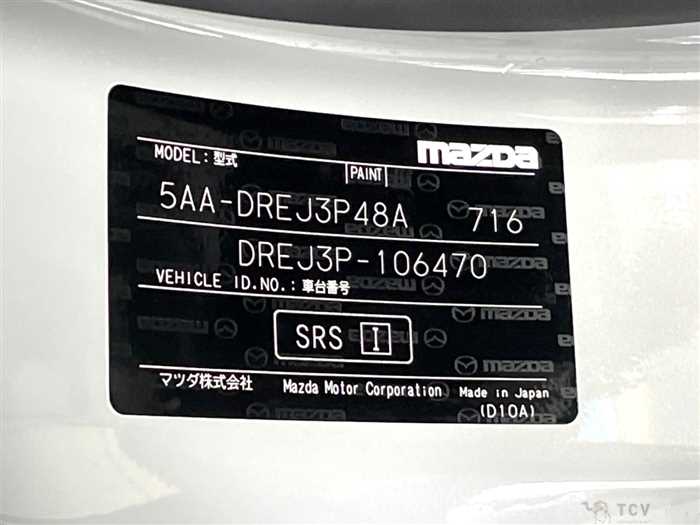 mazda
MODEL:型式
PAINT
5AA-DREJ3P48A 716
DREJ3P-106470
VEHICLE ID.NO.:車台番号
SRS I
マツダ株式会社 Mazda Motor Corporation Made in Japan
(D10A)
TCV